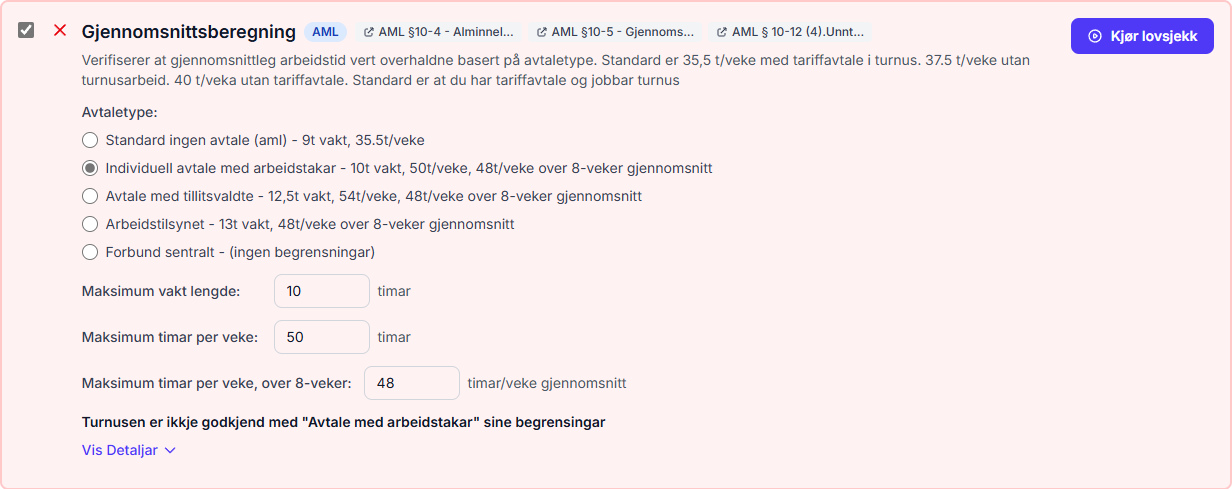 Gjennomsnittsberegning AML AML §10-4 - Alminnel... AML §10-5 - Gjennoms... AML § 10-12 (4).Unnt... Kjør lovsjekk
Verifiserer at gjennomsnittleg arbeidstid vert overhaldne basert på avtaletype. Standard er 35,5 t/veke med tariffavtale i turnus. 37.5 t/veke utan
turnusarbeid. 40 t/veka utan tariffavtale. Standard er at du har tariffavtale og jobbar turnus
Avtaletype:
Standard ingen avtale (aml) - 9t vakt, 35.5t/veke
Individuell avtale med arbeidstakar - 10t vakt, 50t/veke, 48t/veke over 8-veker gjennomsnitt
Avtale med tillitsvaldte - 12,5t vakt, 54t/veke, 48t/veke over 8-veker gjennomsnitt
Arbeidstilsynet - 13t vakt, 48t/veke over 8-veker gjennomsnitt
Forbund sentralt - (ingen begrensningar)
Maksimum vakt lengde: 10 timar
Maksimum timar per veke: 50 timar
Maksimum timar per veke, over 8-veker: 48 timar/veke gjennomsnitt
Turnusen er ikkje godkjend med "Avtale med arbeidstakar" sine begrensingar
Vis Detaljar